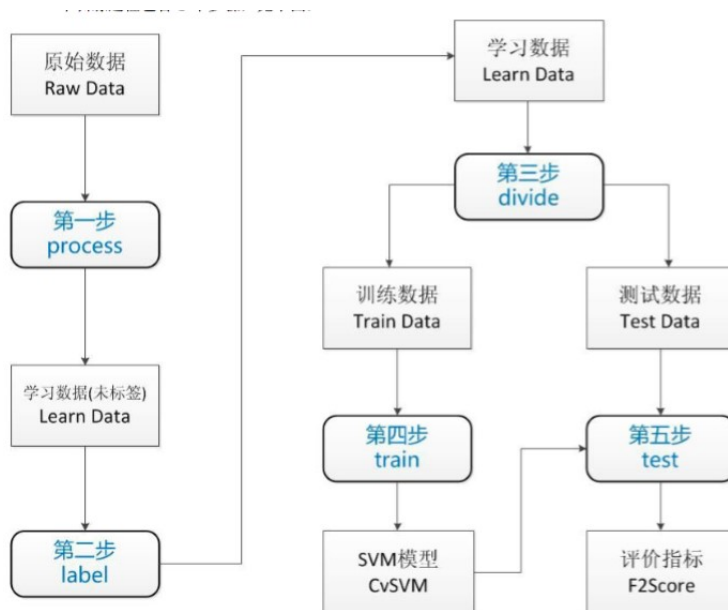 原始数据
Raw Data
第一步
process
学习数据(未标签)
Learn Data
第二步
label
学习数据
Learn Data
第三步
divide
训练数据
Train Data
测试数据
Test Data
第四步
train
第五步
test
SVM模型
CvSVM
评价指标
F2Score